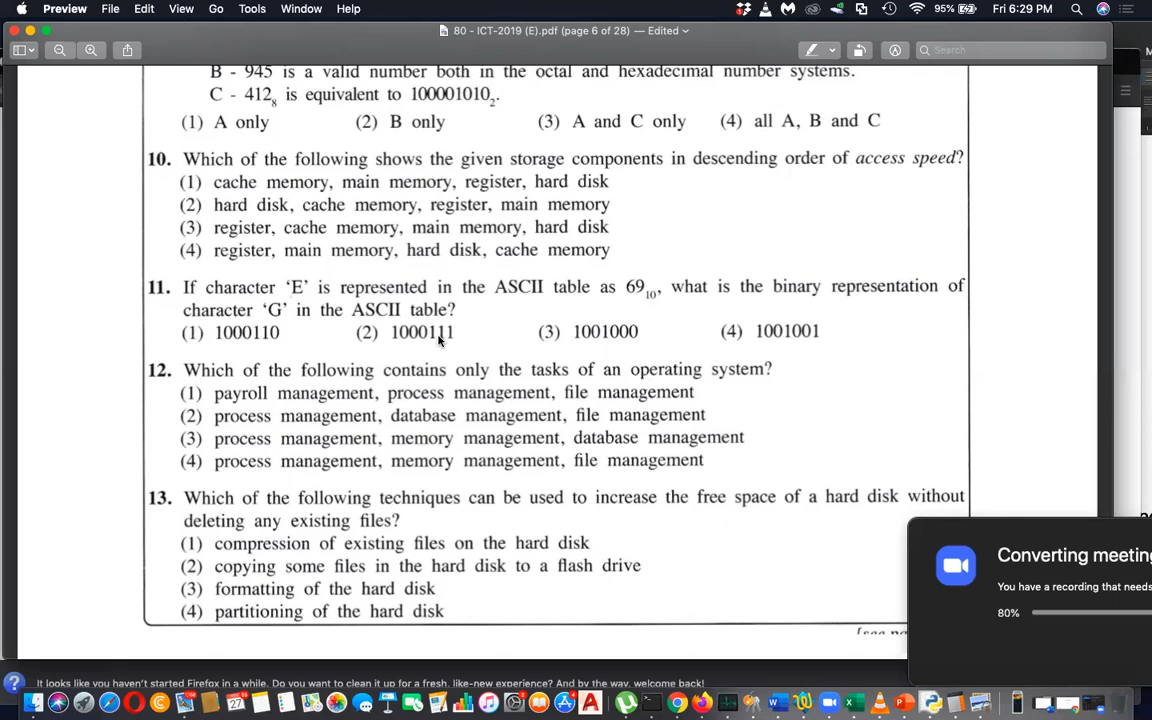 Preview File Edit View Go Tools Window Help 95% Fri 6:29 PM
80 - ICT-2019 (E).pdf (page 6 of 28) — Edited
Search
B - 945 is a valid number both in the octal and hexadecimal number systems.
C - 412₈ is equivalent to 100001010₂.
(1) A only (2) B only (3) A and C only (4) all A, B and C
10. Which of the following shows the given storage components in descending order of access speed?
(1) cache memory, main memory, register, hard disk
(2) hard disk, cache memory, register, main memory
(3) register, cache memory, main memory, hard disk
(4) register, main memory, hard disk, cache memory
11. If character ‘E’ is represented in the ASCII table as 69₁₀, what is the binary representation of
character ‘G’ in the ASCII table?
(1) 1000110 (2) 1000111 (3) 1001000 (4) 1001001
12. Which of the following contains only the tasks of an operating system?
(1) payroll management, process management, file management
(2) process management, database management, file management
(3) process management, memory management, database management
(4) process management, memory management, file management
13. Which of the following techniques can be used to increase the free space of a hard disk without
deleting any existing files?
(1) compression of existing files on the hard disk
(2) copying some files in the hard disk to a flash drive
(3) formatting of the hard disk
(4) partitioning of the hard disk
Converting meeting
You have a recording that needs
80%
It looks like you haven't started Firefox in a while. Do you want to clean it up for a fresh, like-new experience? And by the way, welcome back!